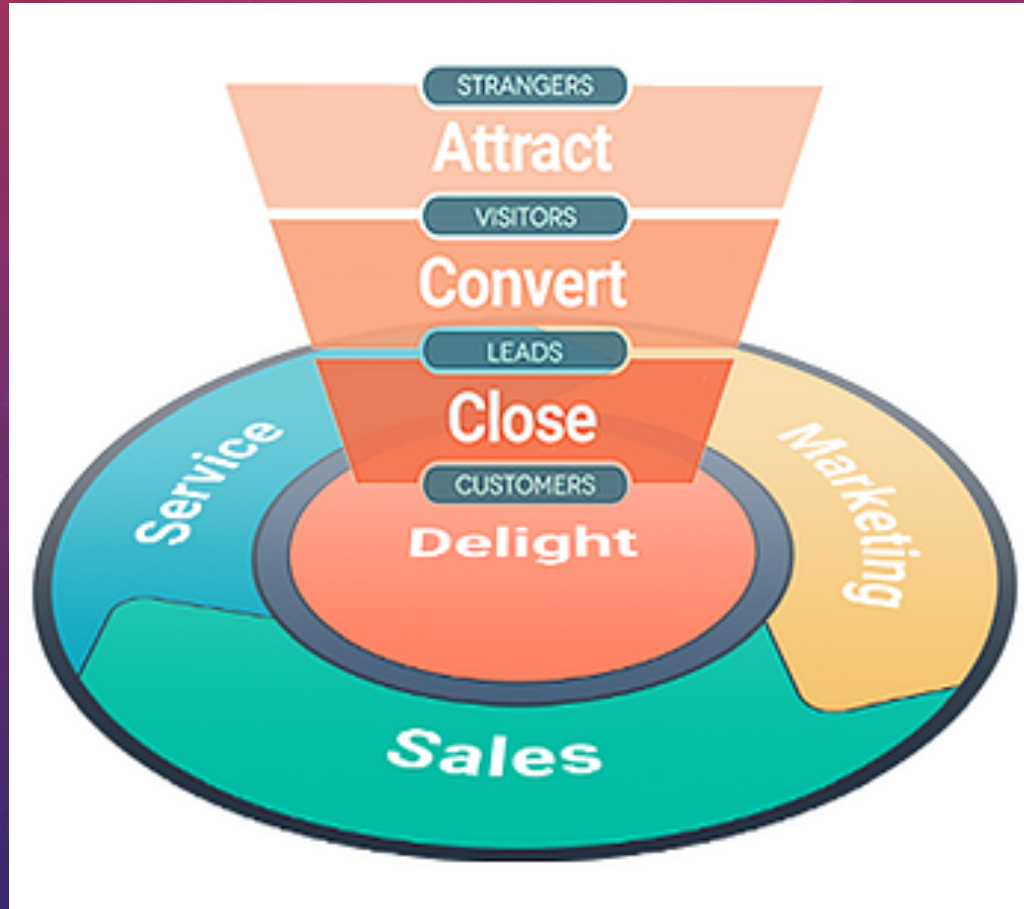 STRANGERS
Attract
VISITORS
Convert
LEADS
Close
CUSTOMERS
Delight
Service
Marketing
Sales